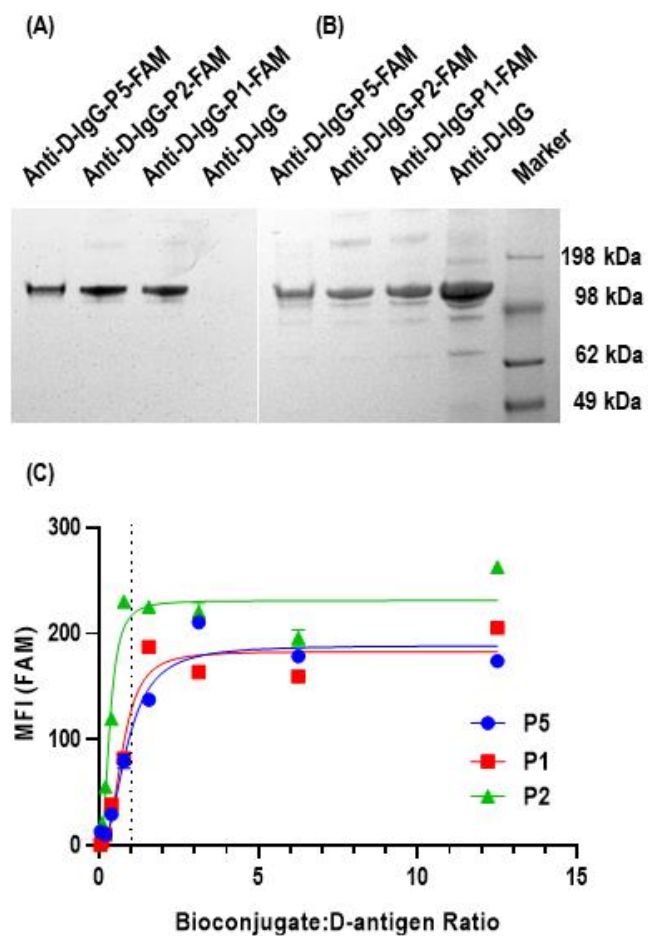 (A)
(B)
Anti-D-IgG-P5-FAM
Anti-D-IgG-P2-FAM
Anti-D-IgG-P1-FAM
Anti-D-IgG
Anti-D-IgG-P5-FAM
Anti-D-IgG-P2-FAM
Anti-D-IgG-P1-FAM
Anti-D-IgG
Marker
198 kDa
98 kDa
62 kDa
49 kDa
(C)
300
200
100
0
MFI (FAM)
P5
P1
P2
0 5 10 15
Bioconjugate:D-antigen Ratio